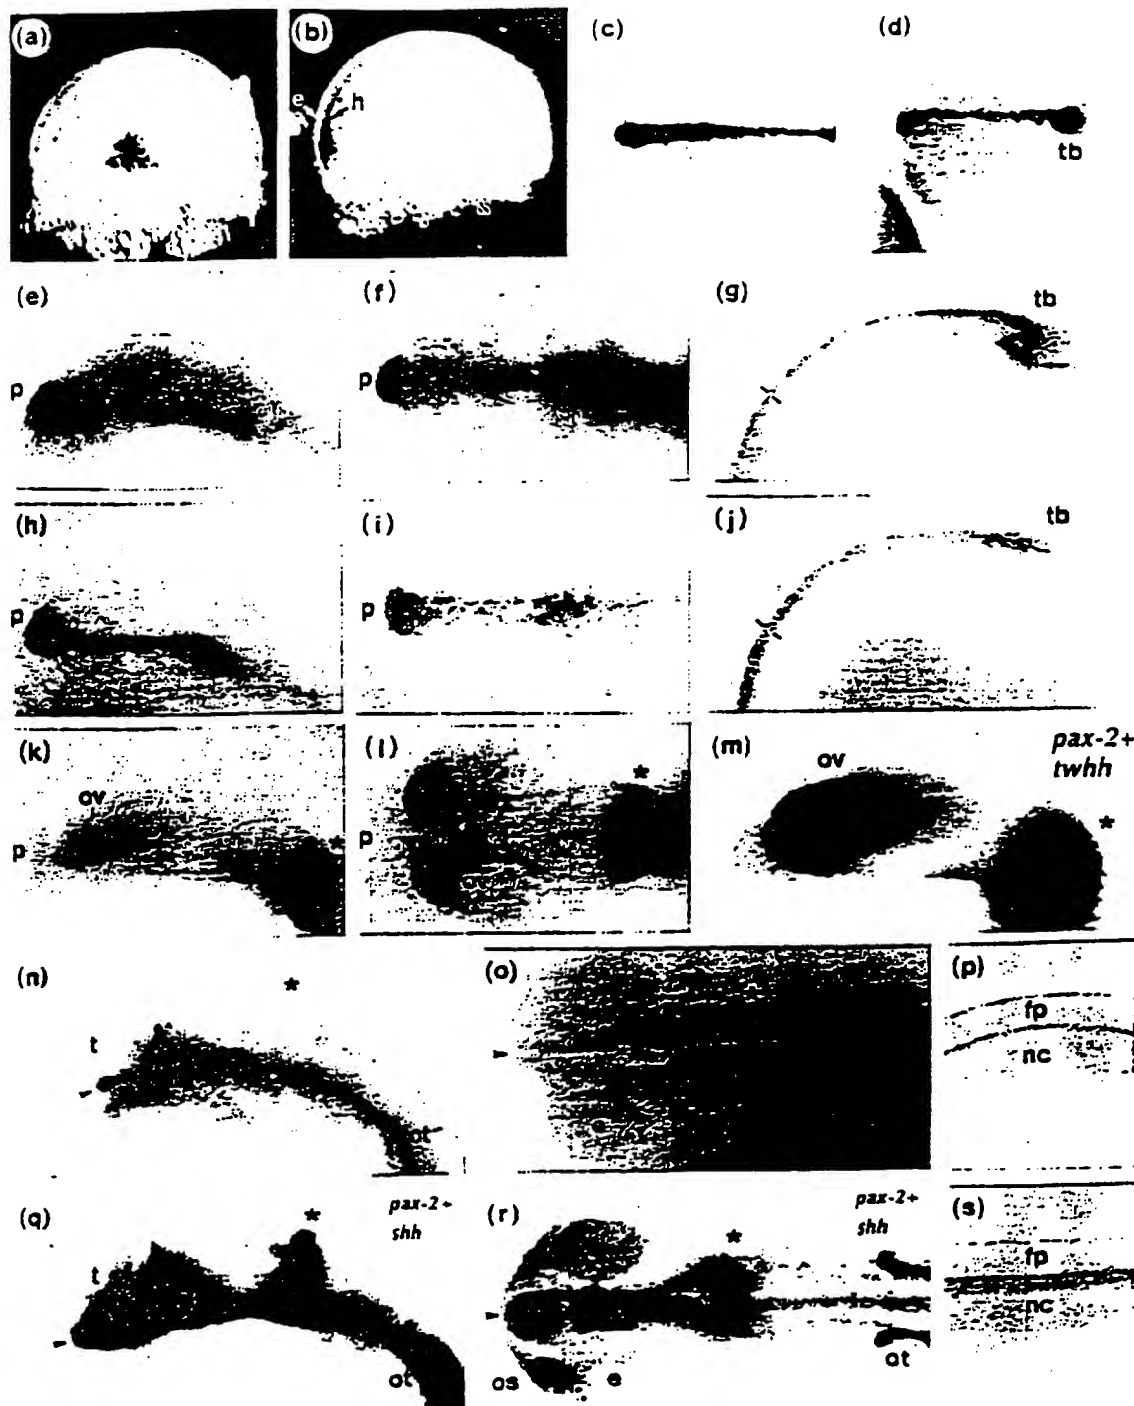 (a)
(b)
e
h
(c)
(d)
tb
(e)
p
(f)
p
(g)
tb
(h)
p
(i)
p
(j)
tb
(k)
ov
p
*
(l)
p
*
(m)
ov
pax-2+
twhh
*
(n)
*
t
ot
(o)
(p)
fp
nc
(q)
pax-2+
shh
*
t
ot
(r)
pax-2+
shh
*
os
e
ot
(s)
fp
nc